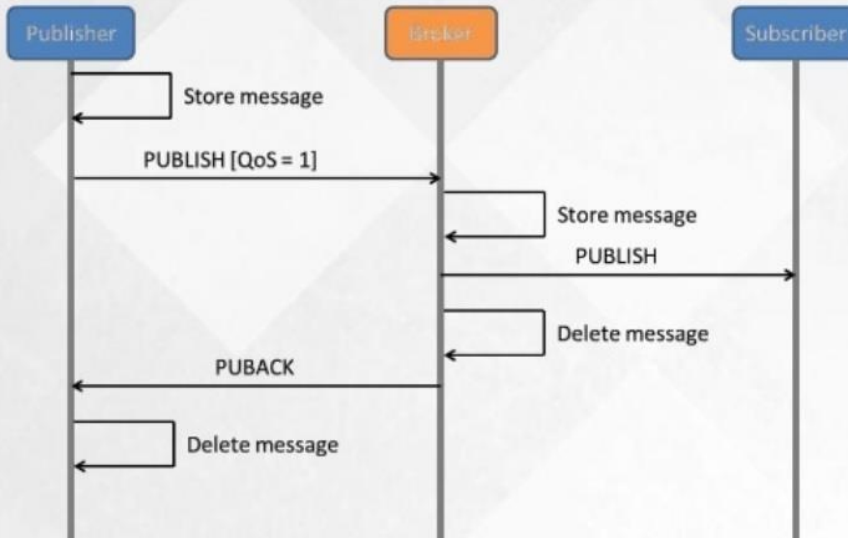 Publisher
Broker
Subscriber
Store message
PUBLISH [QoS = 1]
Store message
PUBLISH
Delete message
PUBACK
Delete message